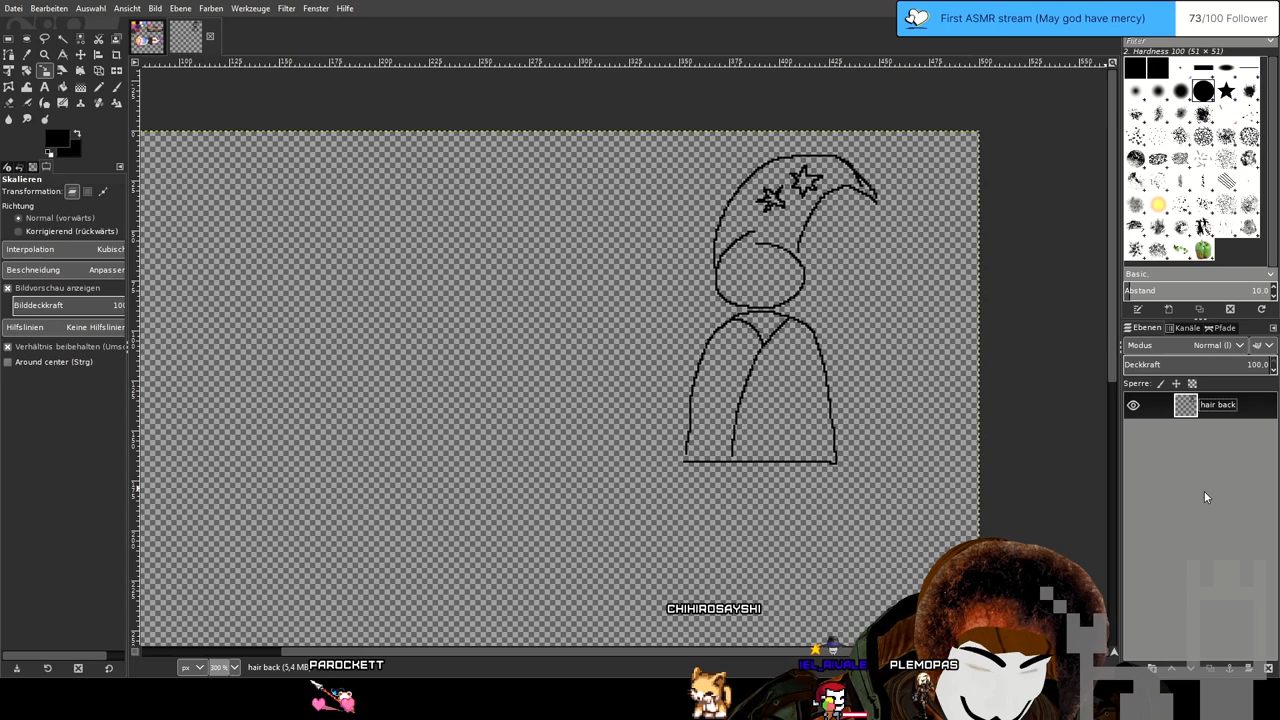 Datei Bearbeiten Auswahl Ansicht Bild Ebene Farben Werkzeuge Filter Fenster Hilfe
First ASMR stream (May god have mercy)
73/100 Follower
Filter
2. Hardness 100 (51 × 51)
Skalieren
Transformation:
Richtung
Normal (vorwärts)
Korrigierend (rückwärts)
Interpolation Kubisch
Beschneidung Anpassen
Bildvorschau anzeigen
Bilddeckkraft 100
Hilfslinien Keine Hilfslinien
Verhältnis beibehalten (Umsc
Around center (Strg)
Basic,
Abstand 10,0
Ebenen Kanäle Pfade
Modus Normal (l)
Deckkraft 100,0
Sperre:
hair back
CHIHIROSAYSHI
px 300 % hair back (5,4 MB
PAROCKETT
IEL_RIVALE
PLEMOPAS